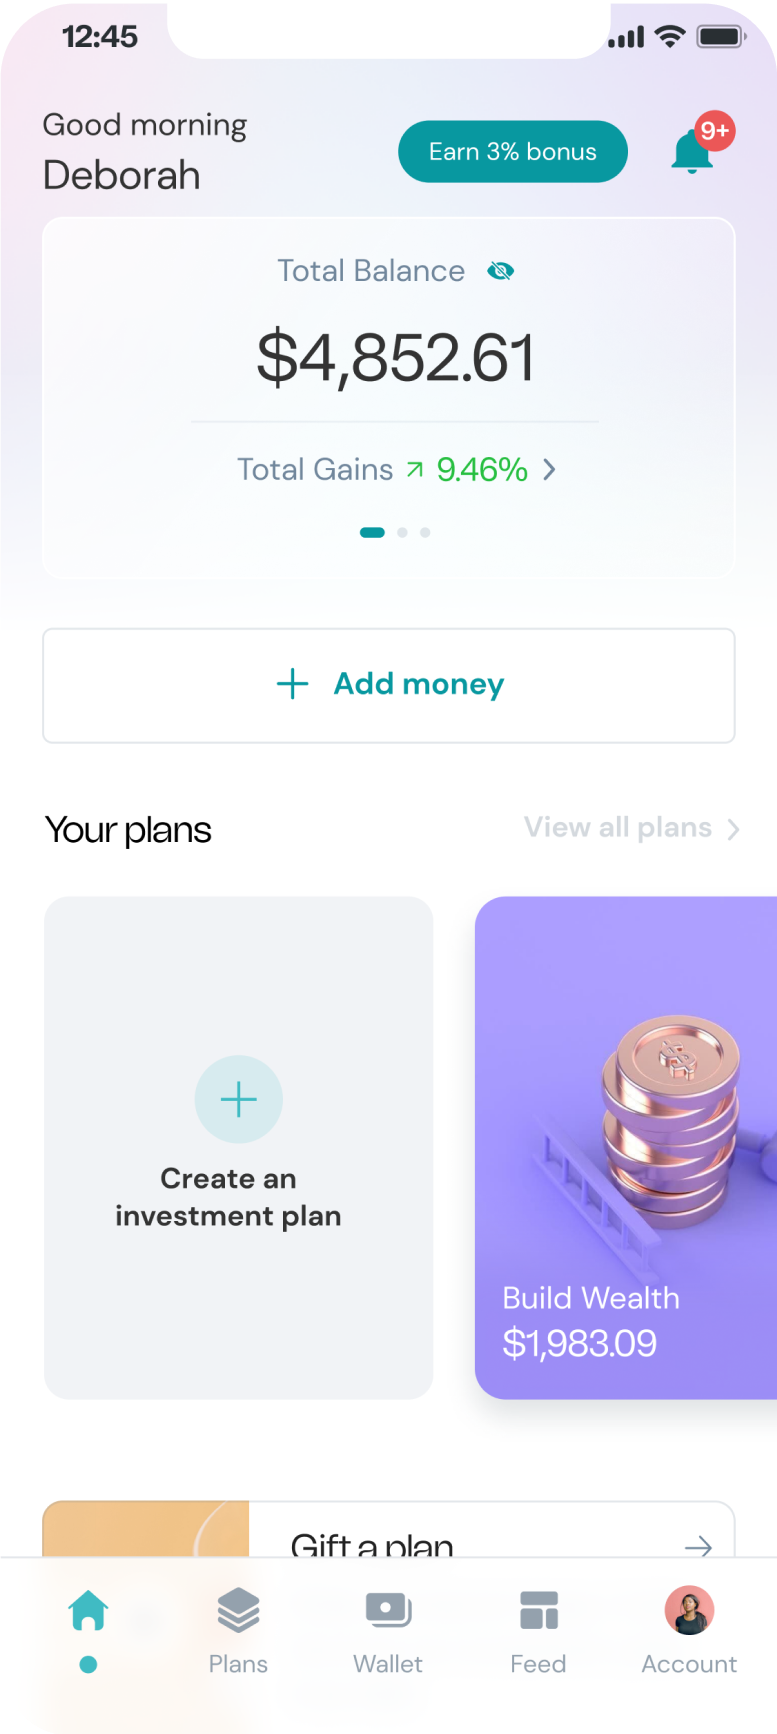 12:45
Good morning
Deborah
Earn 3% bonus
9+
Total Balance
$4,852.61
Total Gains 9.46%
Add money
Your plans
View all plans
Create an
investment plan
Build Wealth
$1,983.09
Gift a plan
Plans
Wallet
Feed
Account